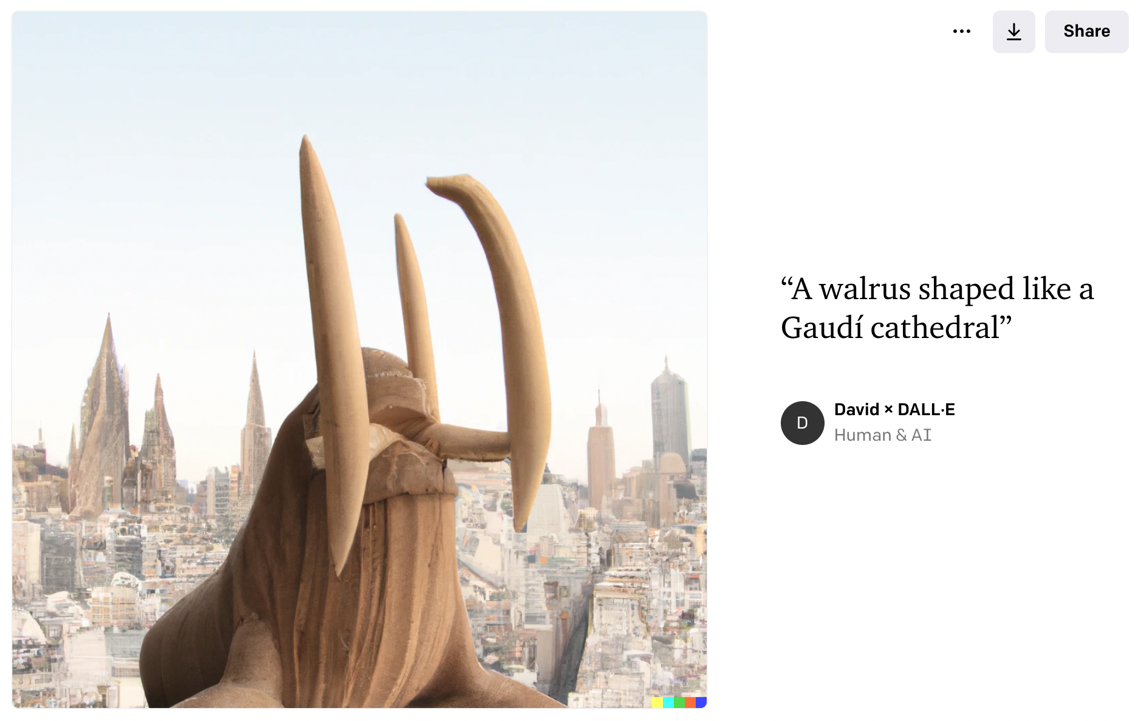 Share
“A walrus shaped like a
Gaudí cathedral”
D
David × DALL·E
Human & AI